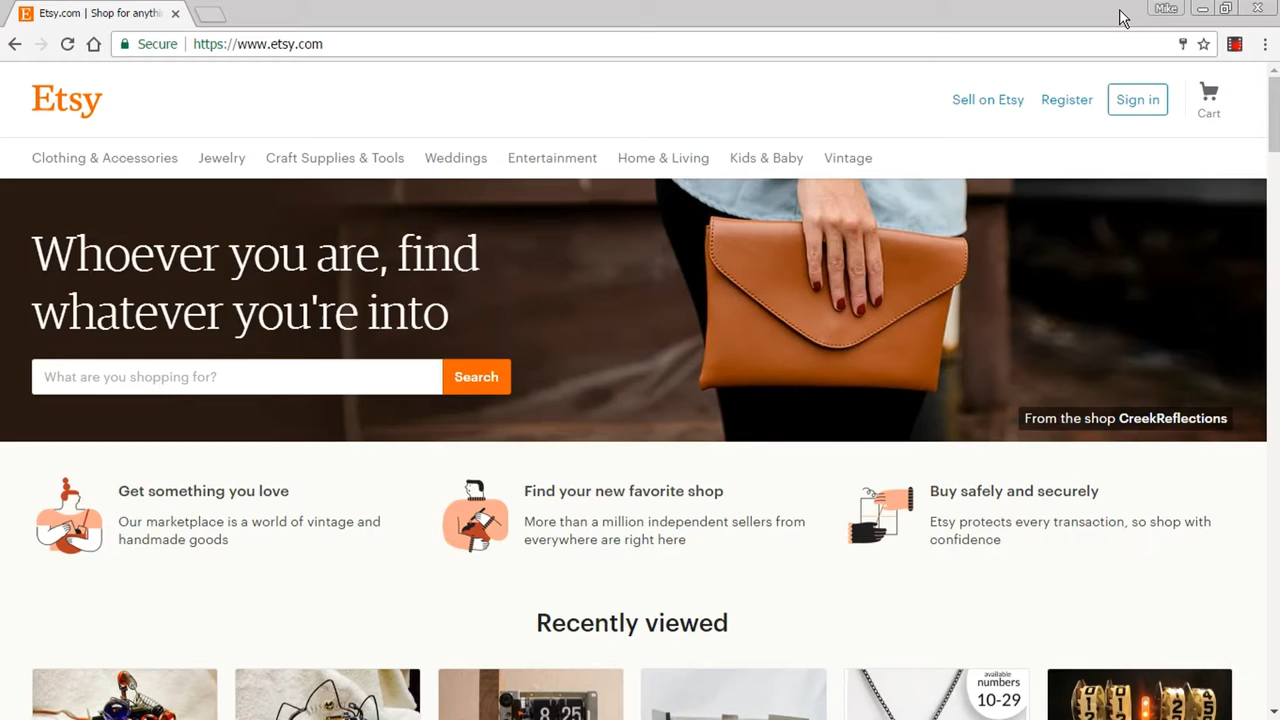 Etsy.com | Shop for anythi
Mike
Secure
https://www.etsy.com
Etsy
Sell on Etsy
Register
Sign in
Cart
Clothing & Accessories
Jewelry
Craft Supplies & Tools
Weddings
Entertainment
Home & Living
Kids & Baby
Vintage
Whoever you are, find
whatever you're into
What are you shopping for?
Search
From the shop CreekReflections
Get something you love
Our marketplace is a world of vintage and
handmade goods
Find your new favorite shop
More than a million independent sellers from
everywhere are right here
Buy safely and securely
Etsy protects every transaction, so shop with
confidence
Recently viewed
8 25
available
numbers
10-29